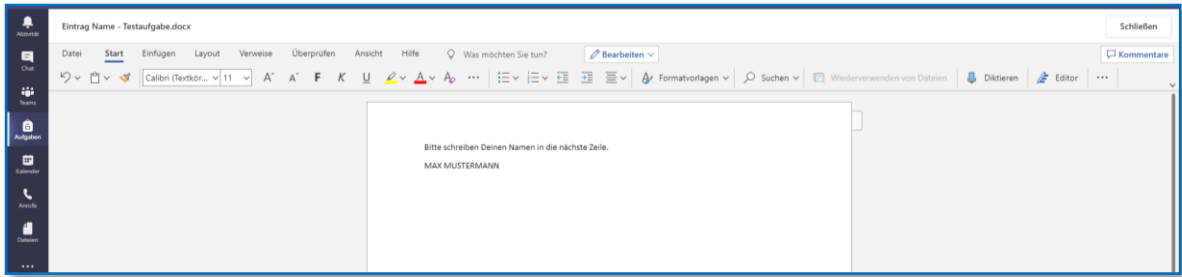 Eintrag Name - Testaufgabe.docx
Schließen
Datei Start Einfügen Layout Verweise Überprüfen Ansicht Hilfe Was möchten Sie tun? Bearbeiten Kommentare
Calibri (Textkör... 11 A A F K U A A ... Formatvorlagen Suchen Wiederverwenden von Dateien Diktieren Editor ...
Aktivität
Chat
Teams
Aufgaben
Kalender
Anrufe
Dateien
...
Bitte schreiben Deinen Namen in die nächste Zeile.
MAX MUSTERMANN